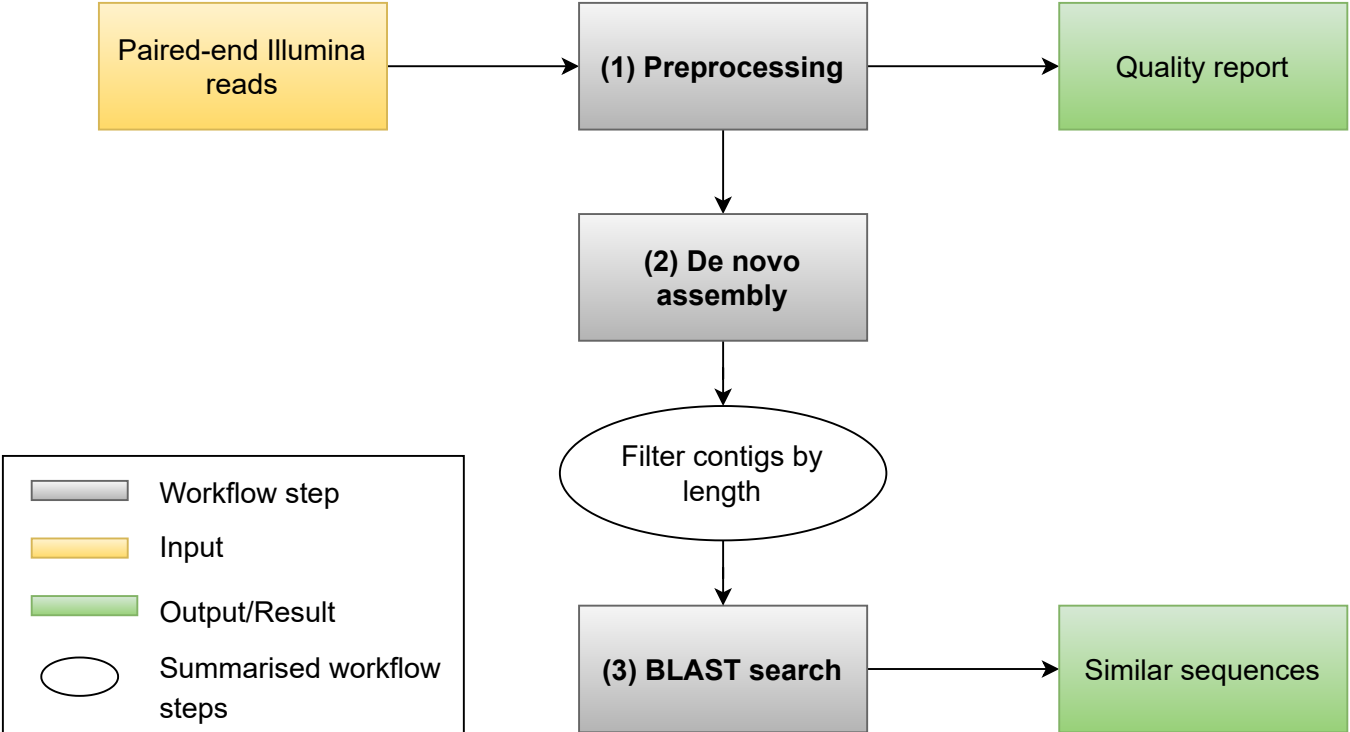 Paired-end Illumina
reads
(1) Preprocessing
Quality report
(2) De novo
assembly
Filter contigs by
length
(3) BLAST search
Similar sequences
Workflow step
Input
Output/Result
Summarised workflow
steps